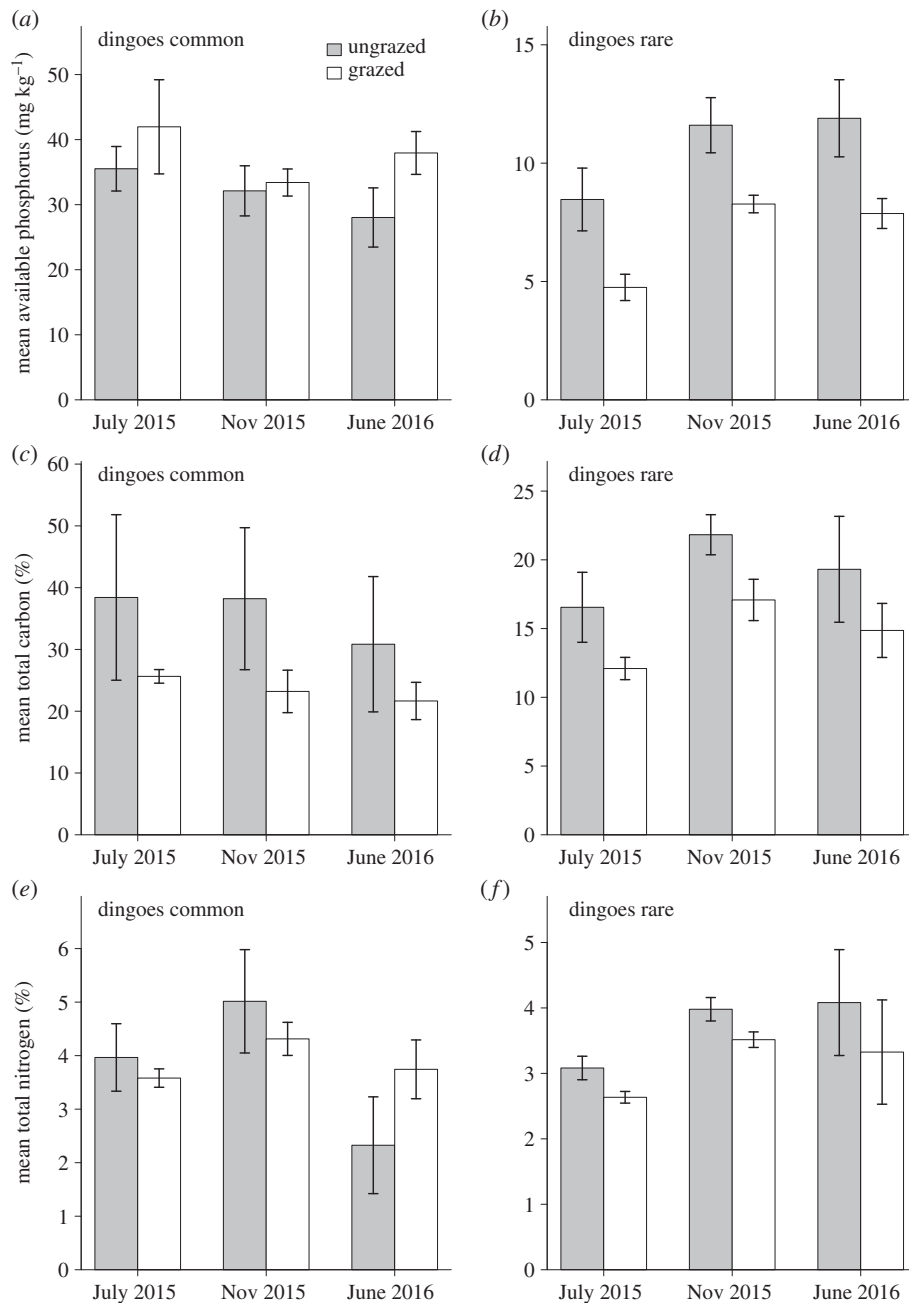 (a)
dingoes common
ungrazed
grazed
mean available phosphorus (mg kg⁻¹)
50
40
30
20
10
0
July 2015 Nov 2015 June 2016
(b)
dingoes rare
15
10
5
0
July 2015 Nov 2015 June 2016
(c)
dingoes common
mean total carbon (%)
60
50
40
30
20
10
0
July 2015 Nov 2015 June 2016
(d)
dingoes rare
25
20
15
10
5
0
July 2015 Nov 2015 June 2016
(e)
dingoes common
mean total nitrogen (%)
6
5
4
3
2
1
0
July 2015 Nov 2015 June 2016
(f)
dingoes rare
5
4
3
2
1
0
July 2015 Nov 2015 June 2016